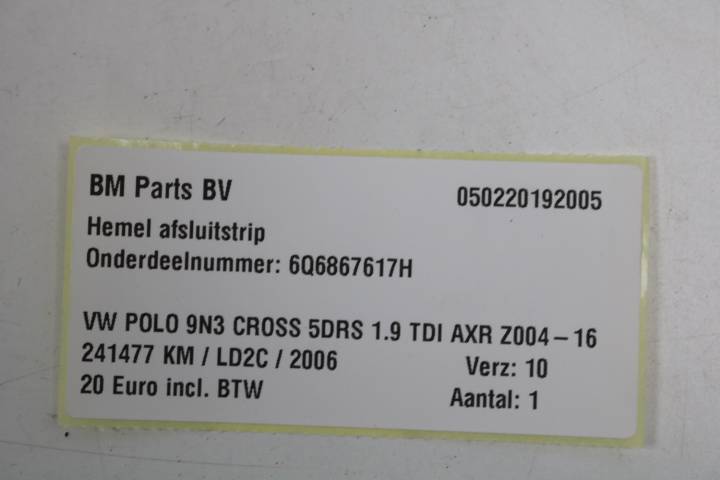 BM Parts BV 050220192005
Hemel afsluitstrip
Onderdeelnummer: 6Q6867617H
VW POLO 9N3 CROSS 5DRS 1.9 TDI AXR Z004-16
241477 KM / LD2C / 2006 Verz: 10
20 Euro incl. BTW Aantal: 1